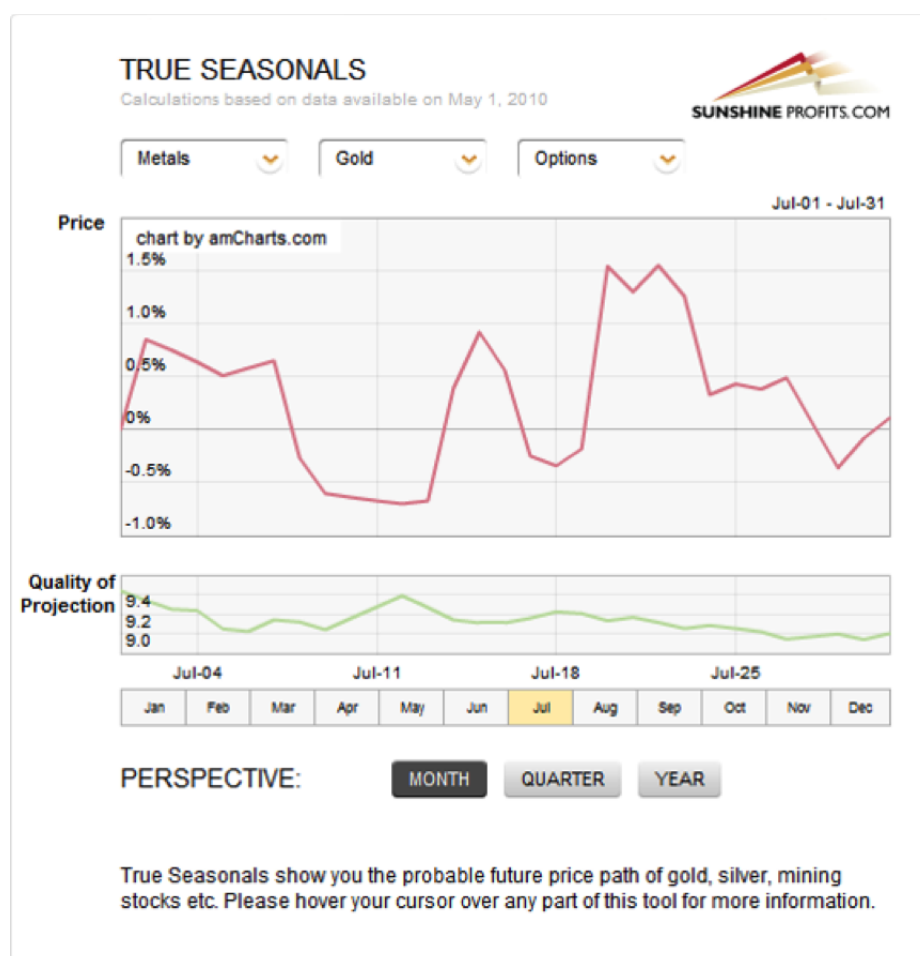 TRUE SEASONALS
Calculations based on data available on May 1, 2010
SUNSHINE PROFITS.COM
Metals Gold Options
Jul-01 - Jul-31
Price
chart by amCharts.com
1.5%
1.0%
0.5%
0%
-0.5%
-1.0%
Quality of
Projection
9.4
9.2
9.0
Jul-04 Jul-11 Jul-18 Jul-25
Jan Feb Mar Apr May Jun Jul Aug Sep Oct Nov Dec
PERSPECTIVE: MONTH QUARTER YEAR
True Seasonals show you the probable future price path of gold, silver, mining
stocks etc. Please hover your cursor over any part of this tool for more information.